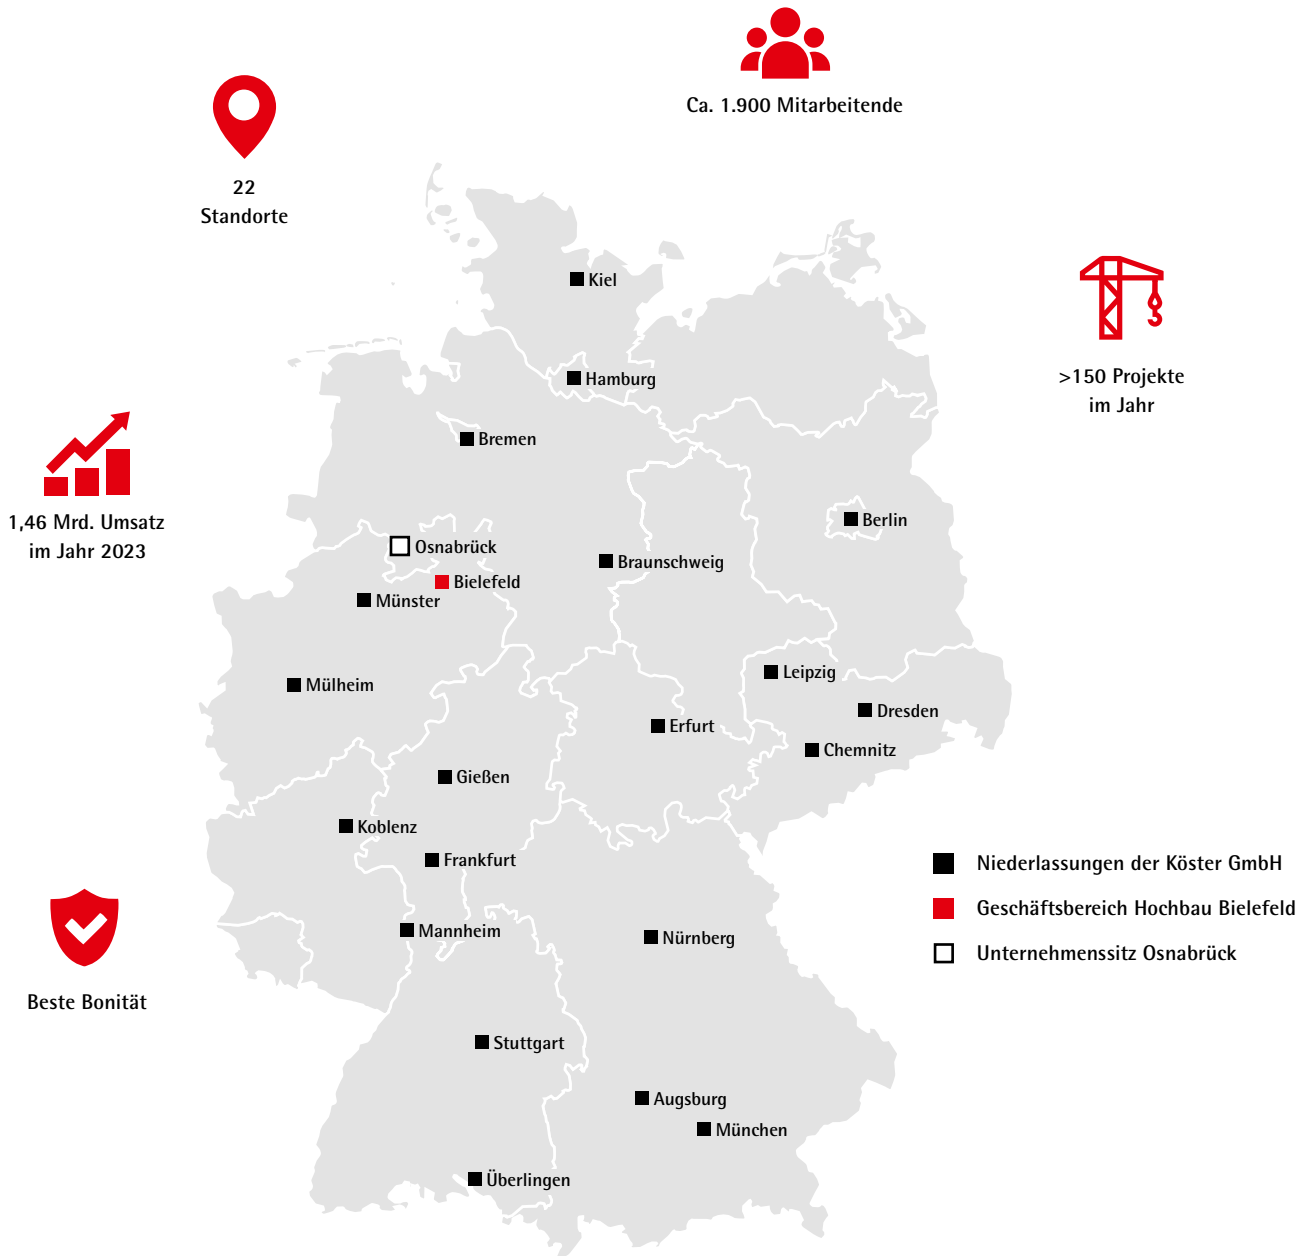 Ca. 1.900 Mitarbeitende
22
Standorte
Kiel
>150 Projekte
im Jahr
Hamburg
Bremen
1,46 Mrd. Umsatz
im Jahr 2023
Berlin
Osnabrück
Braunschweig
Bielefeld
Münster
Leipzig
Mülheim
Dresden
Erfurt
Chemnitz
Gießen
Koblenz
Frankfurt
Niederlassungen der Köster GmbH
Geschäftsbereich Hochbau Bielefeld
Unternehmenssitz Osnabrück
Mannheim
Nürnberg
Beste Bonität
Stuttgart
Augsburg
München
Überlingen